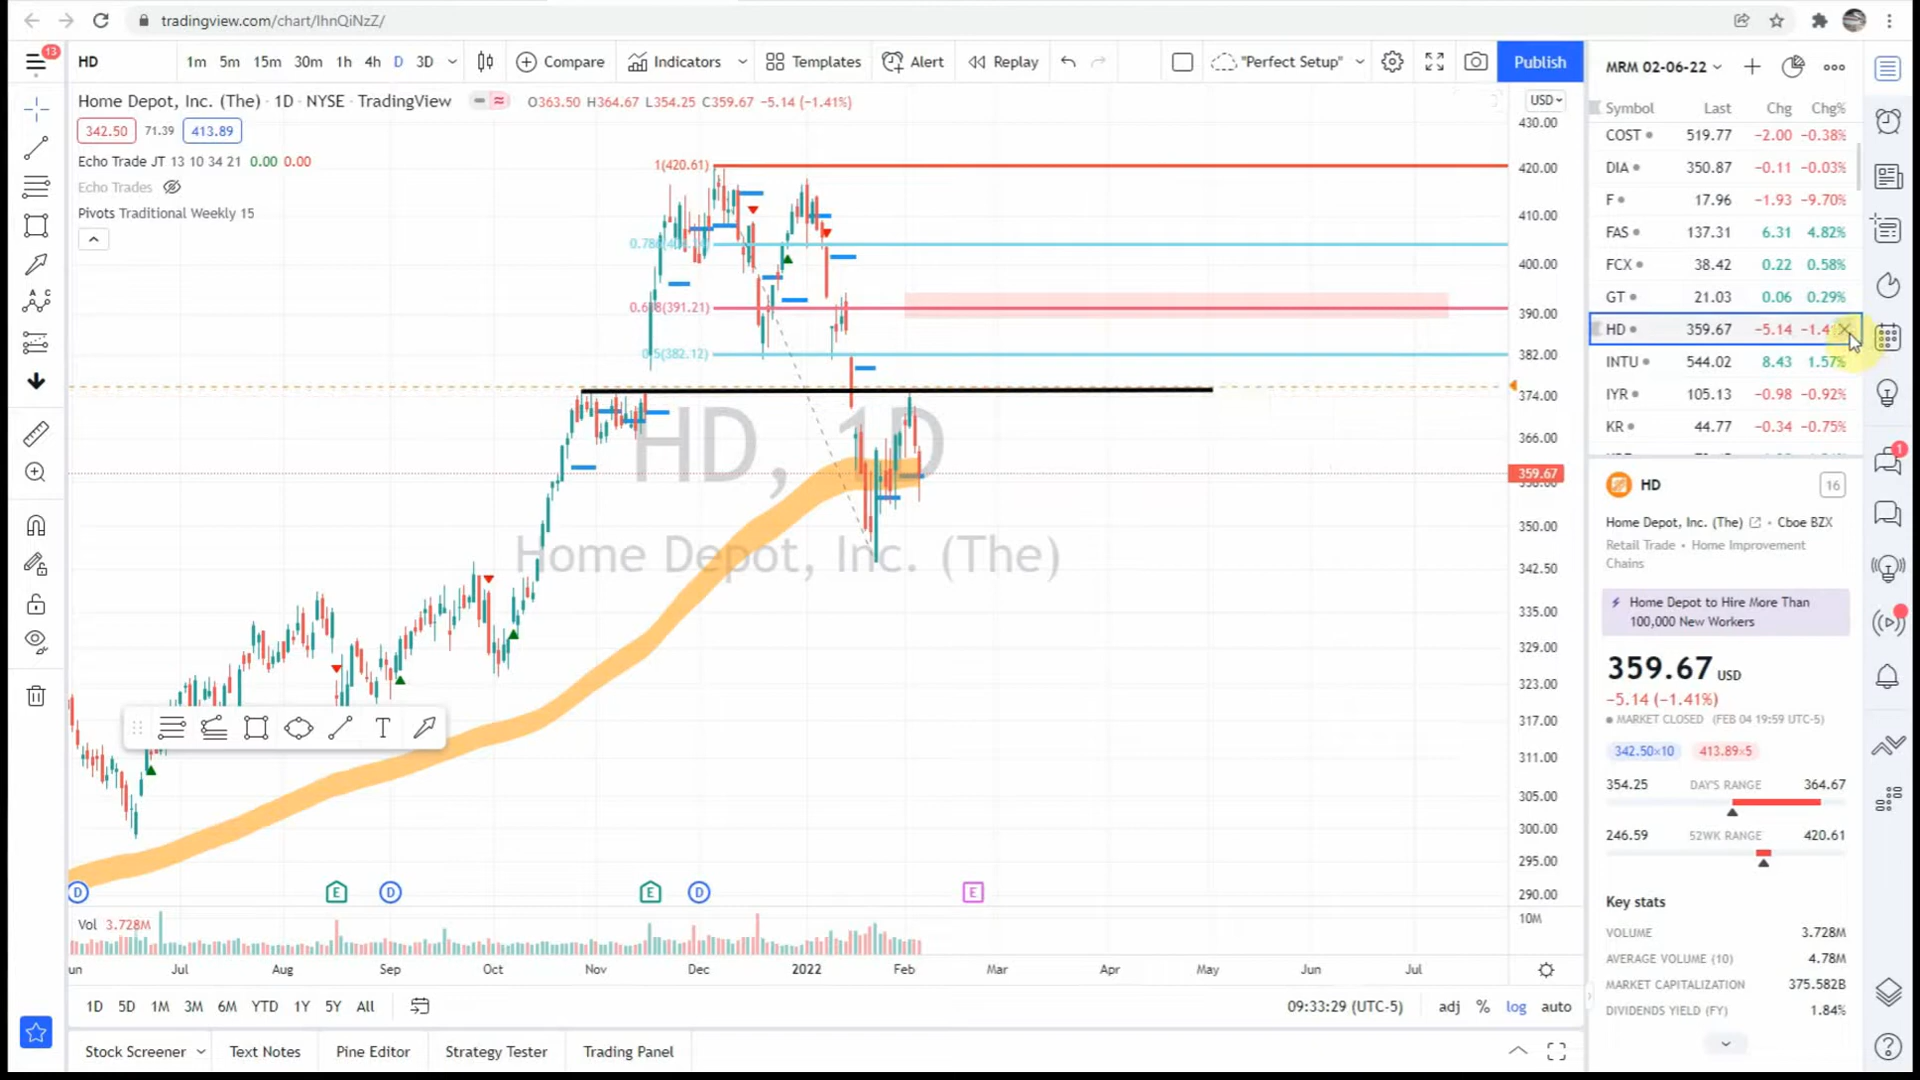 tradingview.com/chart/lhnQiNzZ/
13
HD
1m 5m 15m 30m 1h 4h D 3D
Compare
Indicators
Templates
Alert
Replay
"Perfect Setup"
Publish
MRM 02-06-22
Home Depot, Inc. (The) · 1D · NYSE · TradingView
O363.50 H364.67 L354.25 C359.67 −5.14 (−1.41%)
USD
342.50 71.39 413.89
Echo Trade JT 13 10 34 21 0.00 0.00
Echo Trades
Pivots Traditional Weekly 15
1(420.61)
0.5(382.12)
HD, 1D
Home Depot, Inc. (The)
430.00
420.00
410.00
400.00
390.00
382.00
374.00
366.00
359.67
350.00
342.50
335.00
329.00
323.00
317.00
311.00
305.00
300.00
295.00
290.00
10M
D E D E D E
Vol 3.728M
Jul Aug Sep Oct Nov Dec 2022 Feb Mar Apr May Jun Jul
1D 5D 1M 3M 6M YTD 1Y 5Y All
09:33:29 (UTC-5) adj % log auto
Stock Screener Text Notes Pine Editor Strategy Tester Trading Panel
Symbol Last Chg Chg%
COST 519.77 −2.00 −0.38%
DIA 350.87 −0.11 −0.03%
F 17.96 −1.93 −9.70%
FAS 137.31 6.31 4.82%
FCX 38.42 0.22 0.58%
GT 21.03 0.06 0.29%
HD 359.67 −5.14
INTU 544.02 8.43 1.57%
IYR 105.13 −0.98 −0.92%
KR 44.77 −0.34 −0.75%
HD
16
Home Depot, Inc. (The) • Cboe BZX
Retail Trade • Home Improvement
Chains
Home Depot to Hire More Than
100,000 New Workers
359.67 USD
−5.14 (−1.41%)
MARKET CLOSED (FEB 04 19:59 UTC-5)
342.50×10 413.89×5
354.25 DAY'S RANGE 364.67
246.59 52WK RANGE 420.61
Key stats
VOLUME 3.728M
AVERAGE VOLUME (10) 4.78M
MARKET CAPITALIZATION 375.582B
DIVIDENDS YIELD (FY) 1.84%
1